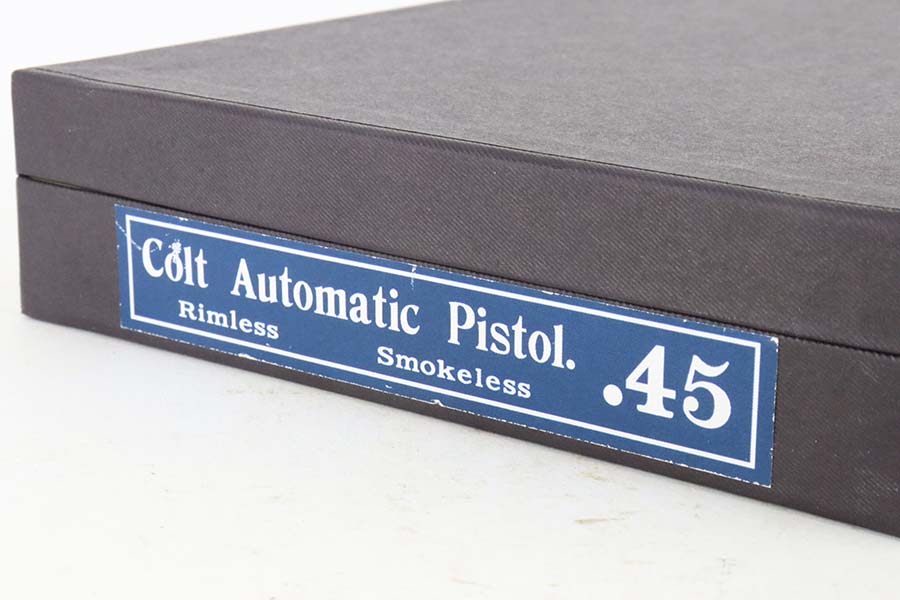 Colt Automatic Pistol.
Rimless Smokeless .45